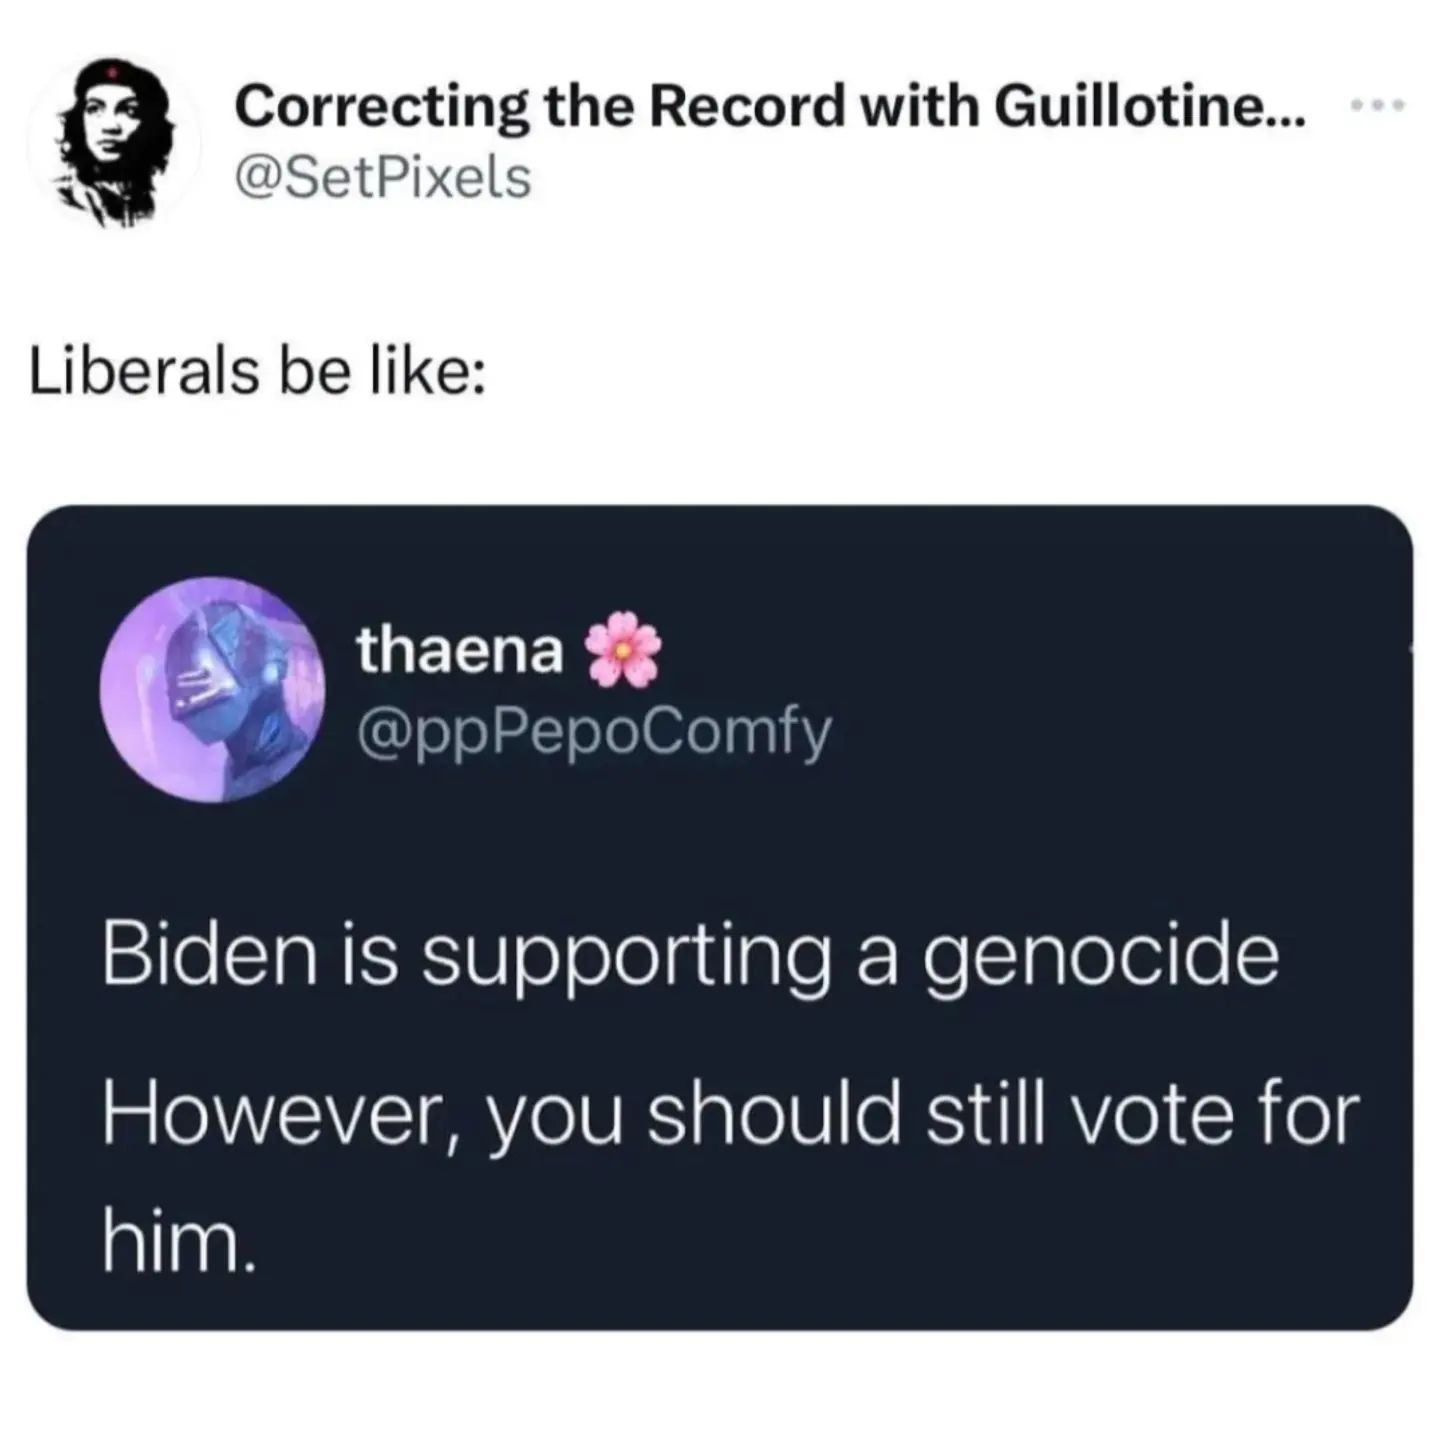 Correcting the Record with Guillotine...
@SetPixels
Liberals be like:
thaena 🌸
@ppPepoComfy
Biden is supporting a genocide
However, you should still vote for
him.